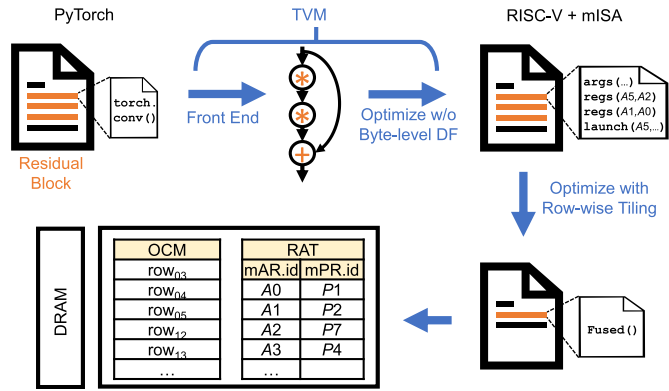 PyTorch
TVM
RISC-V + mISA
torch.
conv()
Residual
Block
Front End
*
*
+
Optimize w/o
Byte-level DF
args(…)
regs(A5,A2)
regs(A1,A0)
launch(A5,…)
Optimize with
Row-wise Tiling
Fused()
DRAM
OCM
row03
row04
row05
row12
row13
…
RAT
mAR.id mPR.id
A0 P1
A1 P2
A2 P7
A3 P4
…